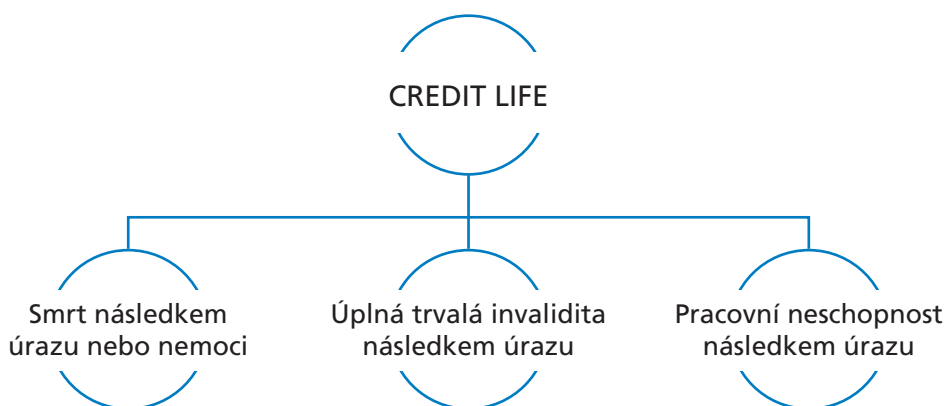 CREDIT LIFE
Smrt následkem
úrazu nebo nemoci
Úplná trvalá invalidita
následkem úrazu
Pracovní neschopnost
následkem úrazu